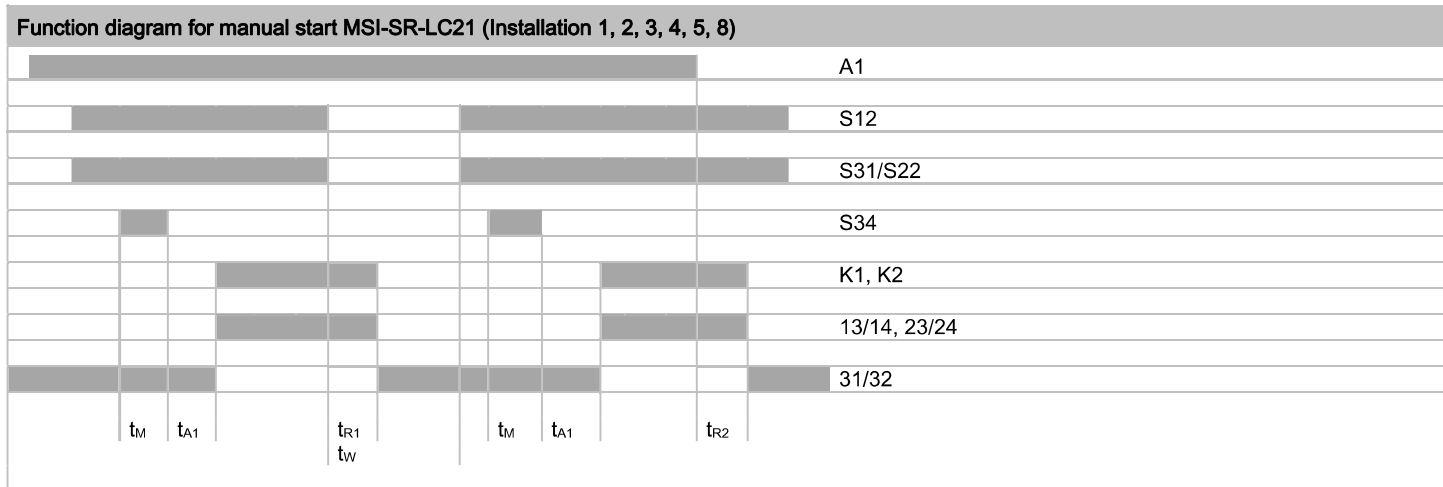 Function diagram for manual start MSI-SR-LC21 (Installation 1, 2, 3, 4, 5, 8)
A1
S12
S31/S22
S34
K1, K2
13/14, 23/24
31/32
tM tA1 tR1 tM tA1 tR2
tW